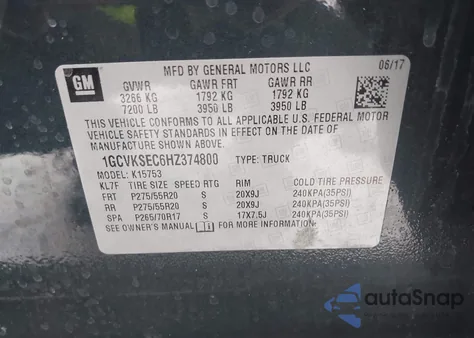 GM
MFD BY GENERAL MOTORS LLC 06/17
GVWR GAWR FRT GAWR RR
3266 KG 1792 KG 1792 KG
7200 LB 3950 LB 3950 LB
THIS VEHICLE CONFORMS TO ALL APPLICABLE U.S. FEDERAL MOTOR
VEHICLE SAFETY STANDARDS IN EFFECT ON THE DATE OF
MANUFACTURE SHOWN ABOVE.
1GCVKSEC6HZ374800 TYPE: TRUCK
MODEL: K15753
KL7F TIRE SIZE SPEED RTG RIM COLD TIRE PRESSURE
FRT P275/55R20 S 20X9J 240KPA(35PSI)
RR P275/55R20 S 20X9J 240KPA(35PSI)
SPA P265/70R17 S 17X7.5J 240KPA(35PSI)
SEE OWNER'S MANUAL FOR MORE INFORMATION.
autoSnap